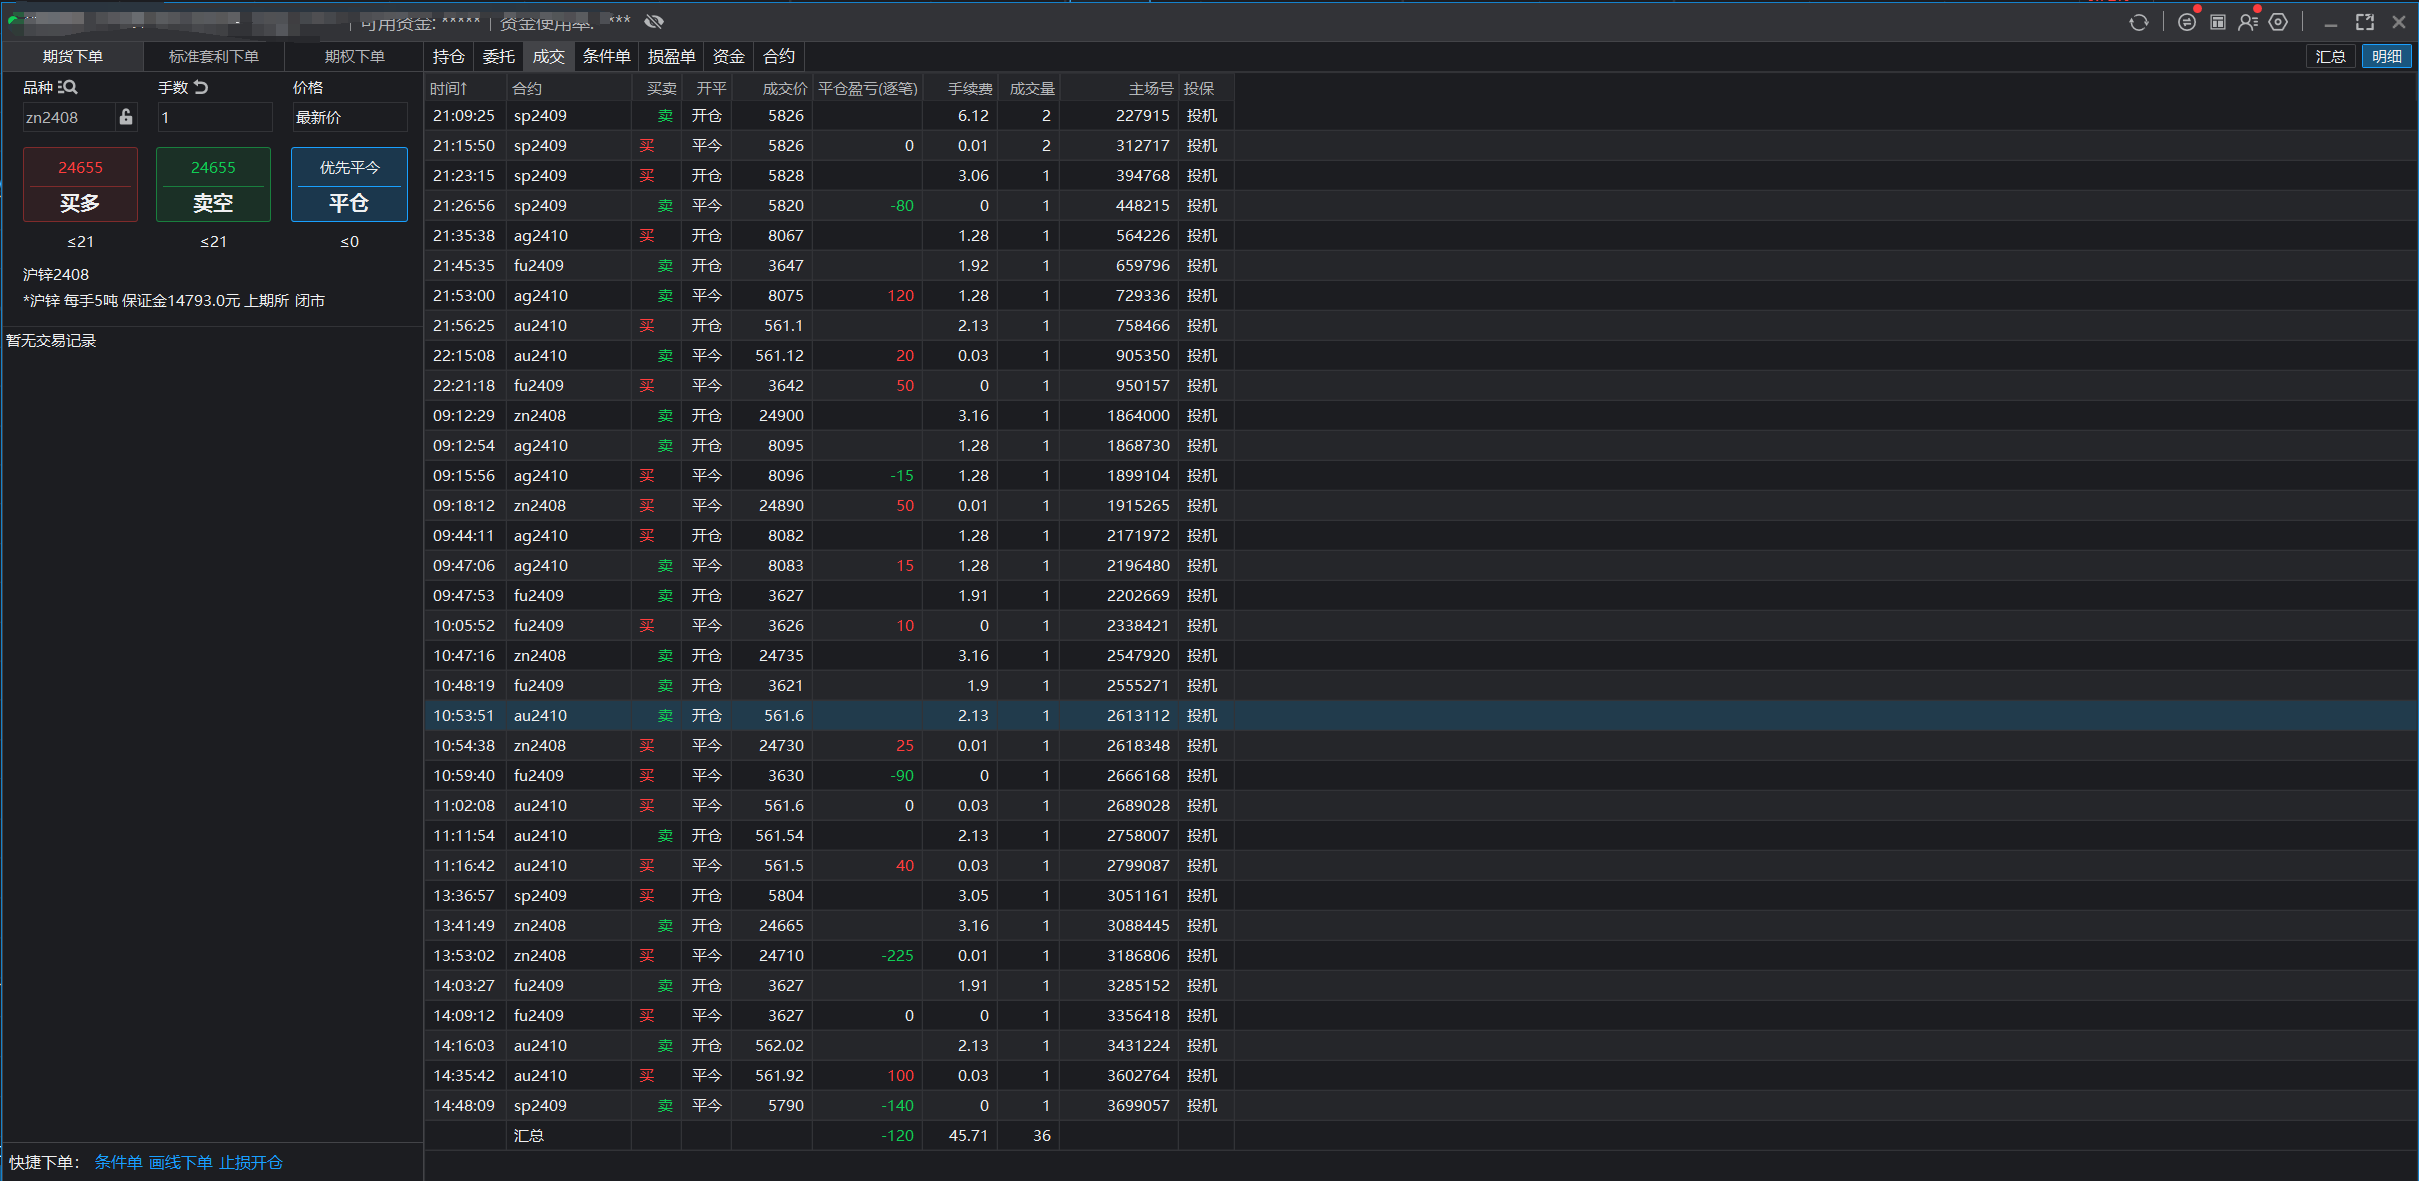 可用资金: ***** | 资金使用率: ***
期货下单 标准套利下单 期权下单 持仓 委托 成交 条件单 损盈单 资金 合约 汇总 明细
品种 手数 价格
zn2408 1 最新价
24655 24655 优先平今
买多 卖空 平仓
≤21 ≤21 ≤0
沪锌2408
*沪锌 每手5吨 保证金14793.0元 上期所 闭市
暂无交易记录
时间↑ 合约 买卖 开平 成交价 平仓盈亏(逐笔) 手续费 成交量 主场号 投保
21:09:25 sp2409 卖 开仓 5826 6.12 2 227915 投机
21:15:50 sp2409 买 平今 5826 0 0.01 2 312717 投机
21:23:15 sp2409 买 开仓 5828 3.06 1 394768 投机
21:26:56 sp2409 卖 平今 5820 -80 0 1 448215 投机
21:35:38 ag2410 买 开仓 8067 1.28 1 564226 投机
21:45:35 fu2409 卖 开仓 3647 1.92 1 659796 投机
21:53:00 ag2410 卖 平今 8075 120 1.28 1 729336 投机
21:56:25 au2410 买 开仓 561.1 2.13 1 758466 投机
22:15:08 au2410 卖 平今 561.12 20 0.03 1 905350 投机
22:21:18 fu2409 买 平今 3642 50 0 1 950157 投机
09:12:29 zn2408 卖 开仓 24900 3.16 1 1864000 投机
09:12:54 ag2410 卖 开仓 8095 1.28 1 1868730 投机
09:15:56 ag2410 买 平今 8096 -15 1.28 1 1899104 投机
09:18:12 zn2408 买 平今 24890 50 0.01 1 1915265 投机
09:44:11 ag2410 买 开仓 8082 1.28 1 2171972 投机
09:47:06 ag2410 卖 平今 8083 15 1.28 1 2196480 投机
09:47:53 fu2409 卖 开仓 3627 1.91 1 2202669 投机
10:05:52 fu2409 买 平今 3626 10 0 1 2338421 投机
10:47:16 zn2408 卖 开仓 24735 3.16 1 2547920 投机
10:48:19 fu2409 卖 开仓 3621 1.9 1 2555271 投机
10:53:51 au2410 卖 开仓 561.6 2.13 1 2613112 投机
10:54:38 zn2408 买 平今 24730 25 0.01 1 2618348 投机
10:59:40 fu2409 买 平今 3630 -90 0 1 2666168 投机
11:02:08 au2410 买 平今 561.6 0 0.03 1 2689028 投机
11:11:54 au2410 卖 开仓 561.54 2.13 1 2758007 投机
11:16:42 au2410 买 平今 561.5 40 0.03 1 2799087 投机
13:36:57 sp2409 买 开仓 5804 3.05 1 3051161 投机
13:41:49 zn2408 卖 开仓 24665 3.16 1 3088445 投机
13:53:02 zn2408 买 平今 24710 -225 0.01 1 3186806 投机
14:03:27 fu2409 卖 开仓 3627 1.91 1 3285152 投机
14:09:12 fu2409 买 平今 3627 0 0 1 3356418 投机
14:16:03 au2410 卖 开仓 562.02 2.13 1 3431224 投机
14:35:42 au2410 买 平今 561.92 100 0.03 1 3602764 投机
14:48:09 sp2409 卖 平今 5790 -140 0 1 3699057 投机
汇总 -120 45.71 36
快捷下单: 条件单 画线下单 止损开仓